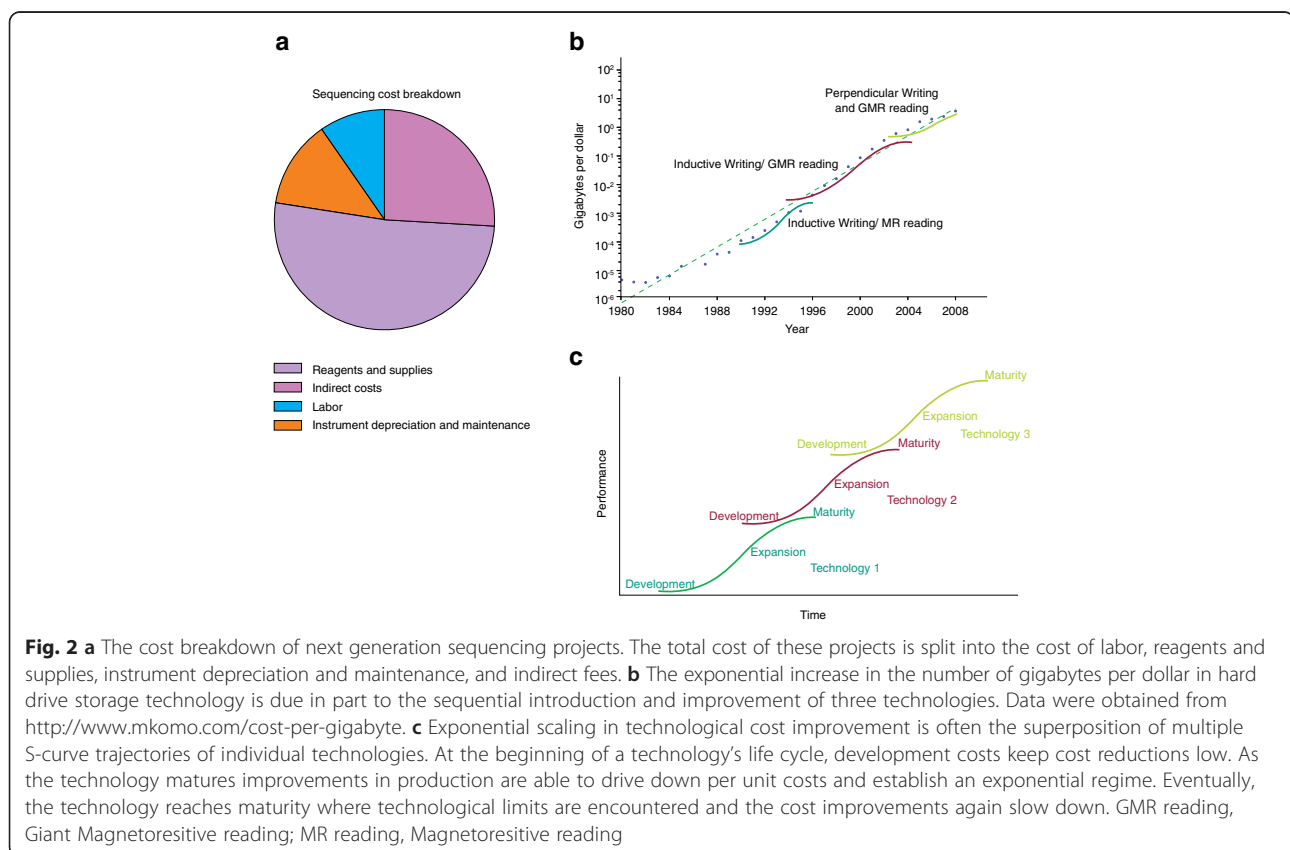 a
Sequencing cost breakdown
Reagents and supplies
Indirect costs
Labor
Instrument depreciation and maintenance
b
10²
10¹
10⁰
10⁻¹
10⁻²
10⁻³
10⁻⁴
10⁻⁵
10⁻⁶
Gigabytes per dollar
Perpendicular Writing
and GMR reading
Inductive Writing/ GMR reading
Inductive Writing/ MR reading
1980 1984 1988 1992 1996 2000 2004 2008
Year
c
Performance
Maturity
Expansion
Technology 3
Development
Maturity
Expansion
Technology 2
Development
Maturity
Expansion
Technology 1
Development
Time
Fig. 2 a The cost breakdown of next generation sequencing projects. The total cost of these projects is split into the cost of labor, reagents and
supplies, instrument depreciation and maintenance, and indirect fees. b The exponential increase in the number of gigabytes per dollar in hard
drive storage technology is due in part to the sequential introduction and improvement of three technologies. Data were obtained from
http://www.mkomo.com/cost-per-gigabyte. c Exponential scaling in technological cost improvement is often the superposition of multiple
S-curve trajectories of individual technologies. At the beginning of a technology's life cycle, development costs keep cost reductions low. As
the technology matures improvements in production are able to drive down per unit costs and establish an exponential regime. Eventually,
the technology reaches maturity where technological limits are encountered and the cost improvements again slow down. GMR reading,
Giant Magnetoresitive reading; MR reading, Magnetoresitive reading